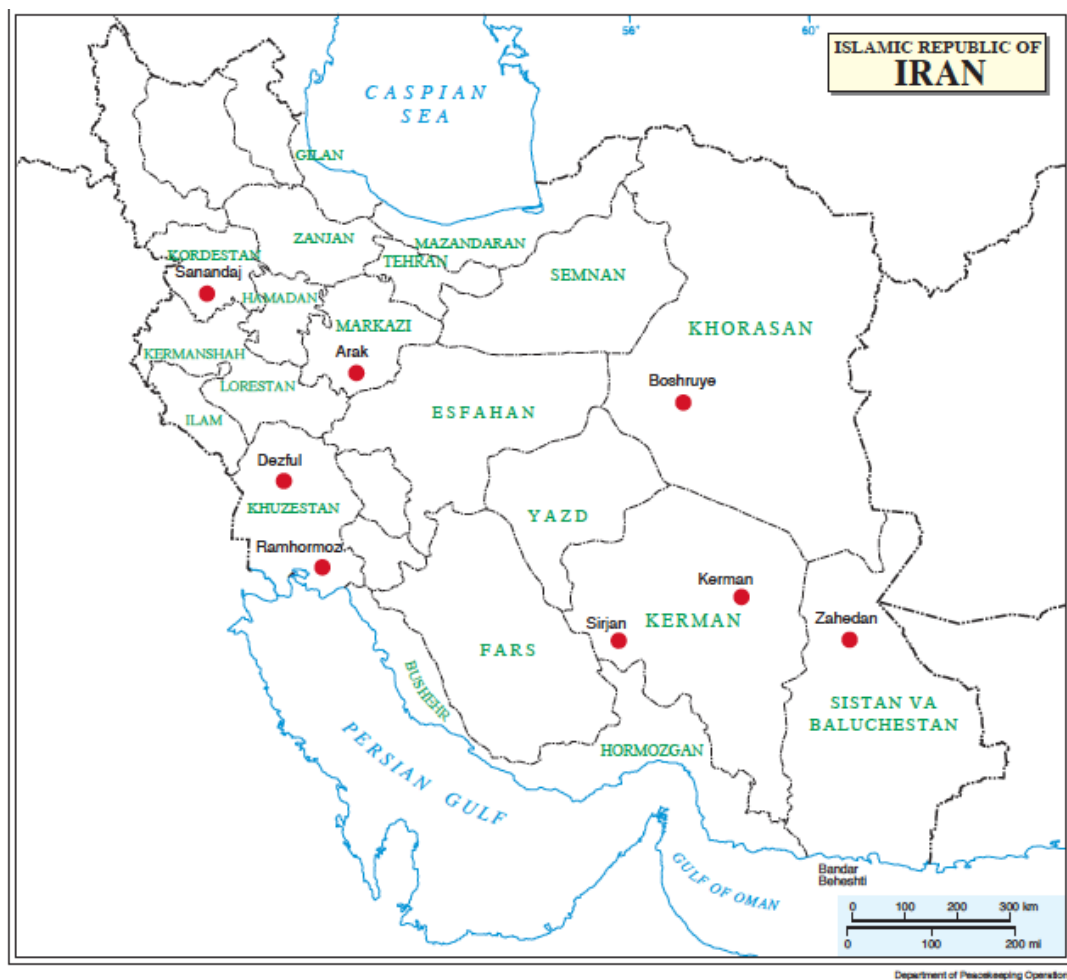 56°
60°
ISLAMIC REPUBLIC OF
IRAN
CASPIAN
SEA
GILAN
ZANJAN
MAZANDARAN
TEHRAN
KORDESTAN
Sanandaj
HAMADAN
SEMNAN
MARKAZI
KHORASAN
KERMANSHAH
Arak
LORESTAN
Boshruye
ILAM
ESFAHAN
Dezful
KHUZESTAN
YAZD
Ramhormoz
Kerman
Sirjan
KERMAN
Zahedan
FARS
BUSHEHR
SISTAN VA
BALUCHESTAN
PERSIAN GULF
HORMOZGAN
GULF OF OMAN
Bandar
Beheshti
0 100 200 300 km
0 100 200 mi
Department of Peacekeeping Operation